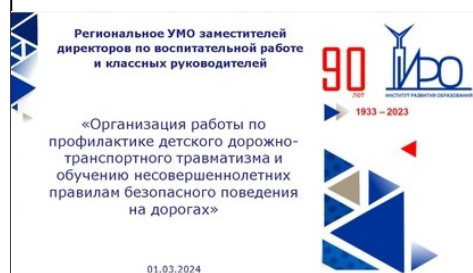 Региональное УМО заместителей
директоров по воспитательной работе
и классных руководителей
90
ЛЕТ
ИРО
ИНСТИТУТ РАЗВИТИЯ ОБРАЗОВАНИЯ
1933 – 2023
«Организация работы по
профилактике детского дорожно-
транспортного травматизма и
обучению несовершеннолетних
правилам безопасного поведения
на дорогах»
01.03.2024